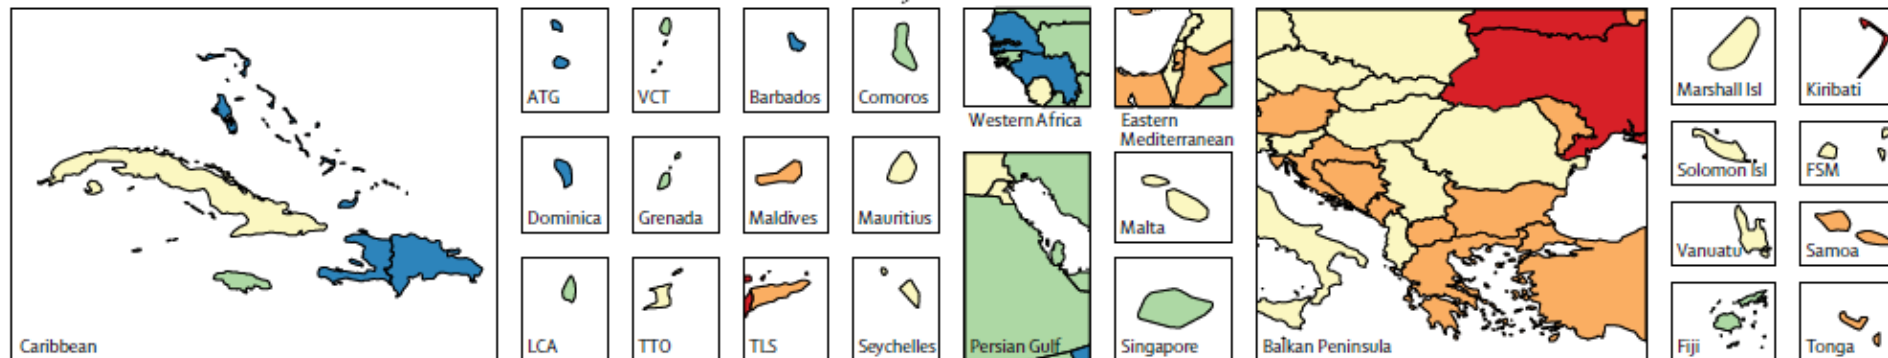 Caribbean
ATG
VCT
Barbados
Comoros
Western Africa
Eastern
Mediterranean
Marshall Isl
Kiribati
Dominica
Grenada
Maldives
Mauritius
Malta
Solomon Isl
FSM
Vanuatu
Samoa
LCA
TTO
TLS
Seychelles
Persian Gulf
Singapore
Balkan Peninsula
Fiji
Tonga